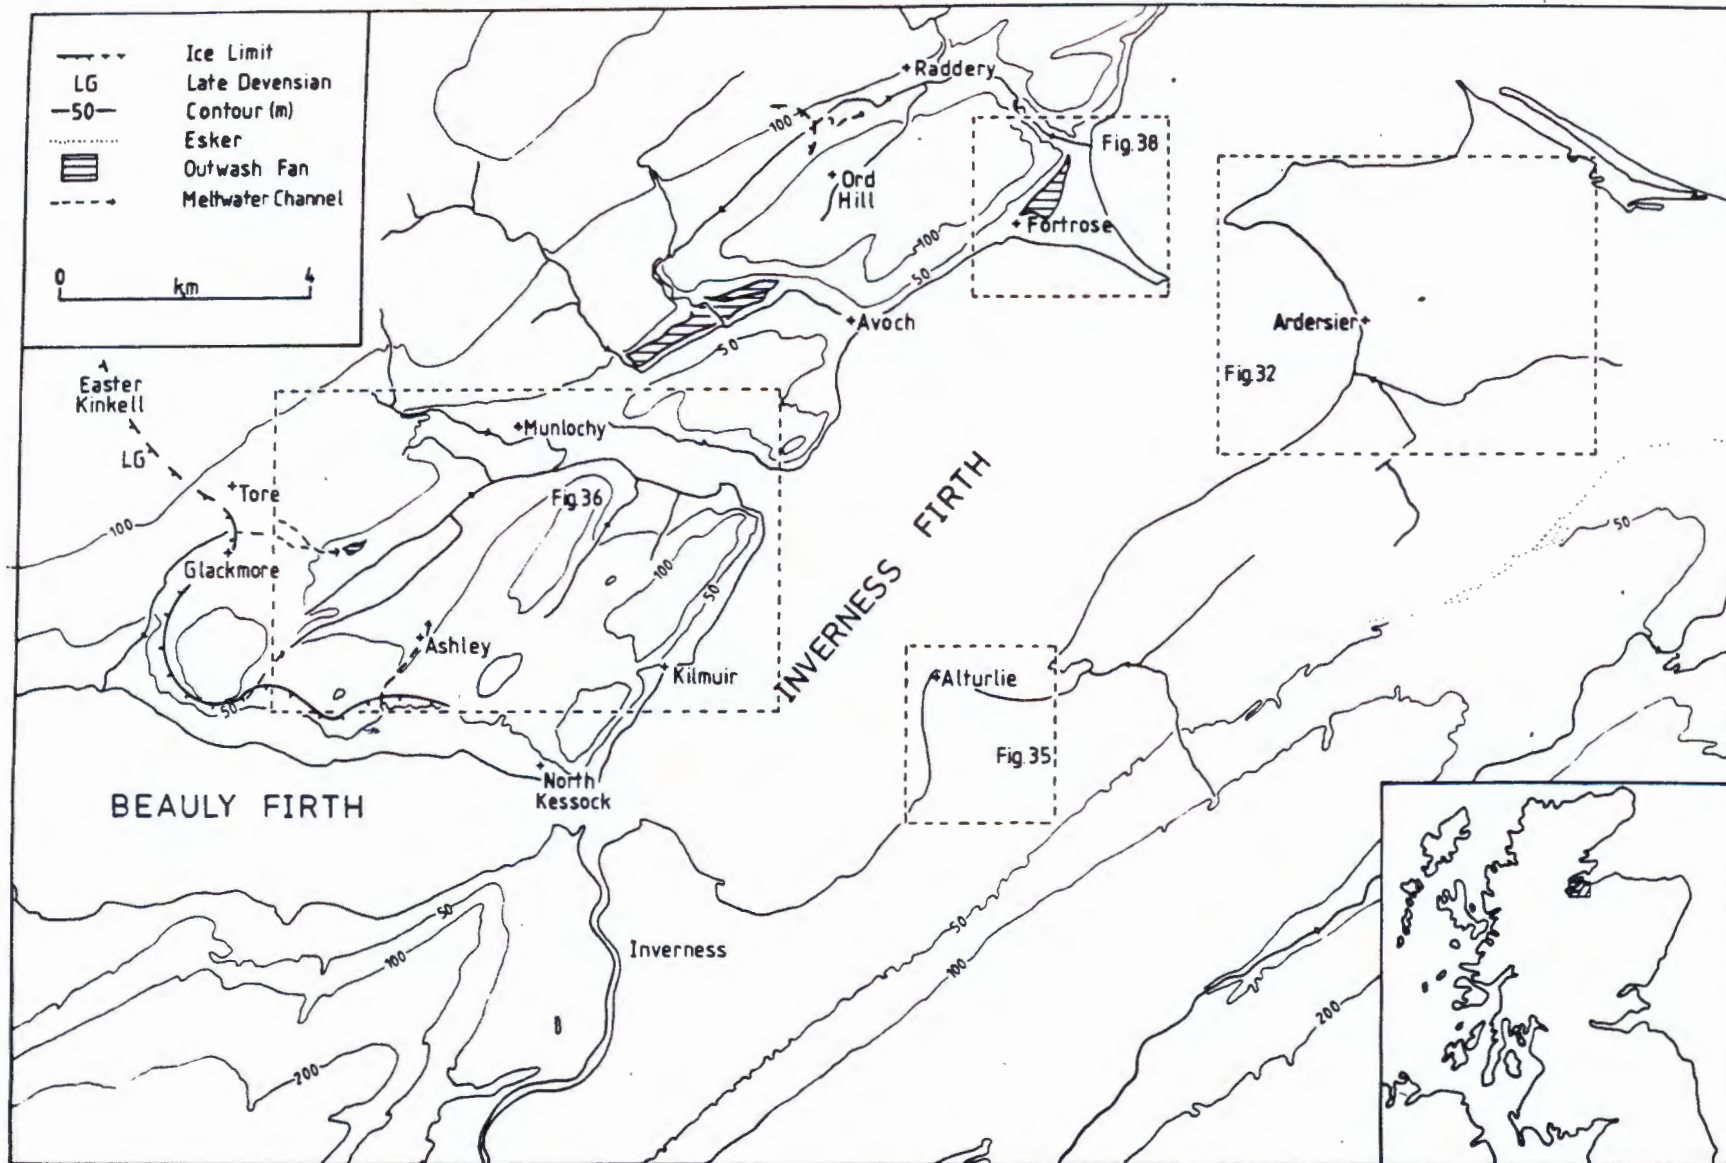 Ice Limit
LG Late Devensian
50 Contour (m)
Esker
Outwash Fan
Meltwater Channel
0 4
km
Raddery
100
Fig.38
Ord
Hill
Fortrose
100
50
Avoch
50
Ardersier
Fig.32
Easter
Kinkell
LG
Munlochy
Tore
Fig.36
100
Glackmore
100
50
Ashley
Kilmuir
50
INVERNESS FIRTH
50
Alturlie
Fig.35
North
Kessock
BEAULY FIRTH
50
100
Inverness
50
100
200
200